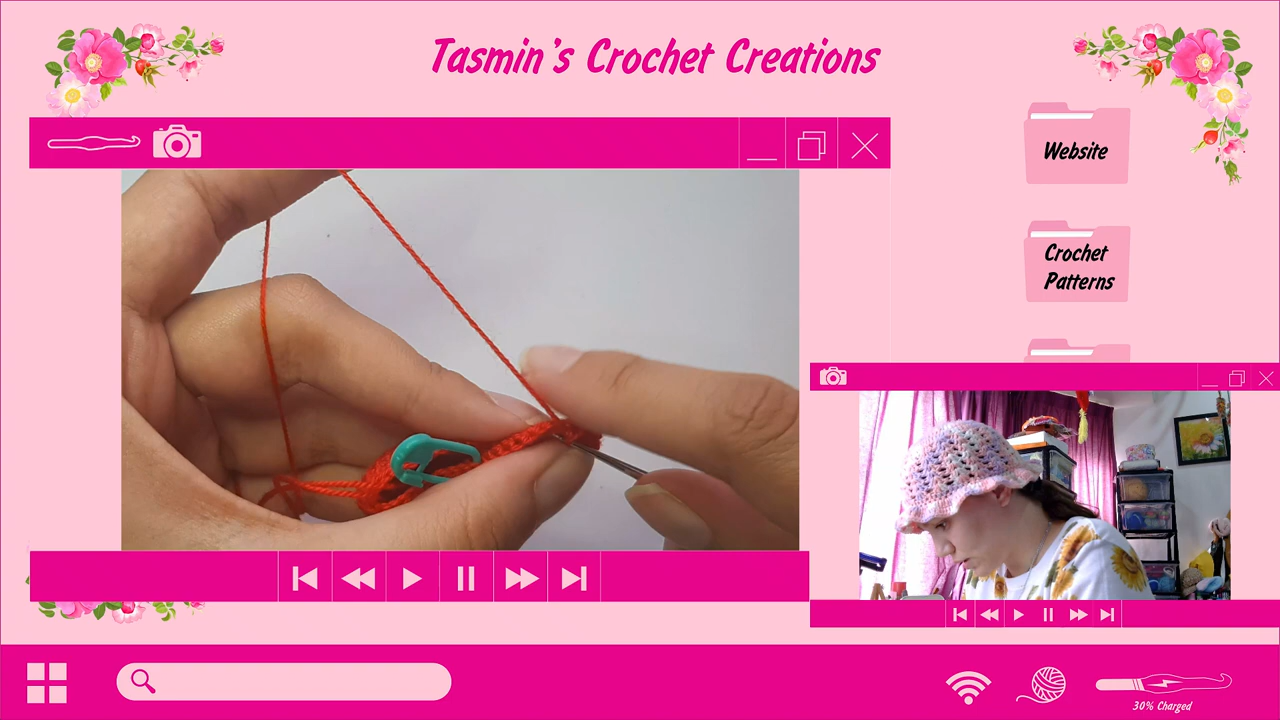 Tasmin's Crochet Creations
Website
Crochet
Patterns
30% Charged